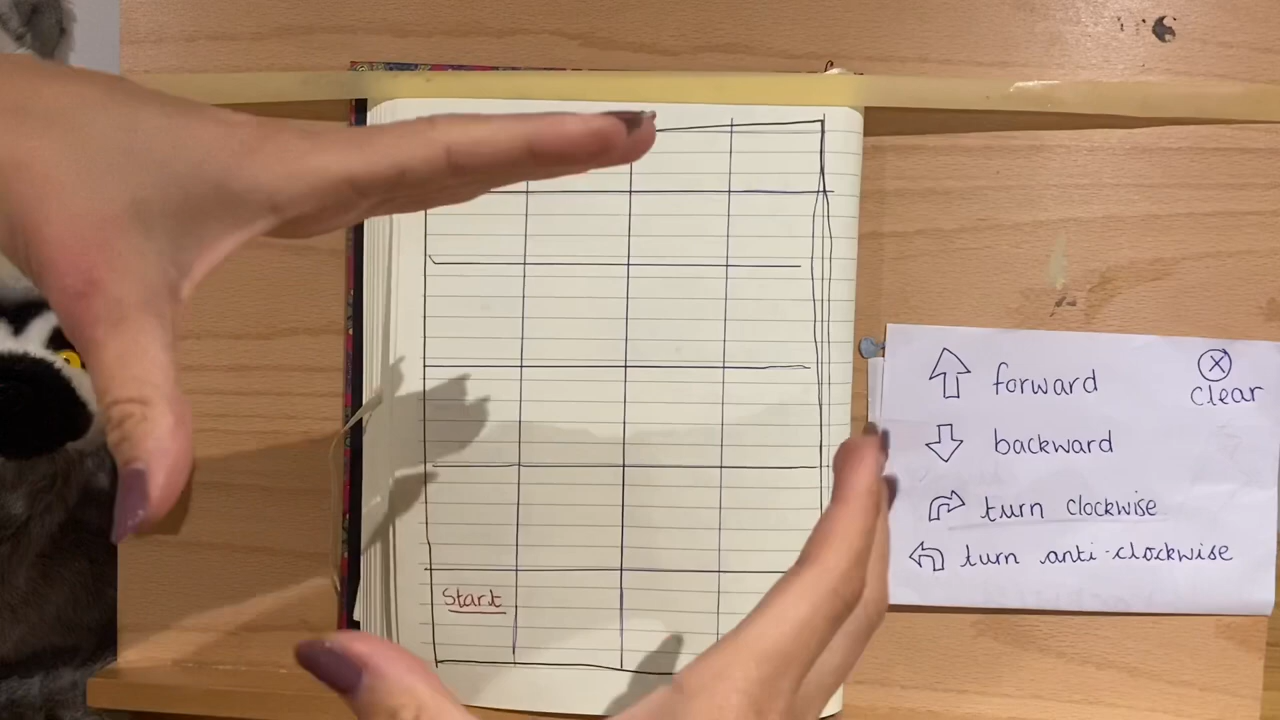 Start
forward
clear
backward
turn clockwise
turn anti-clockwise